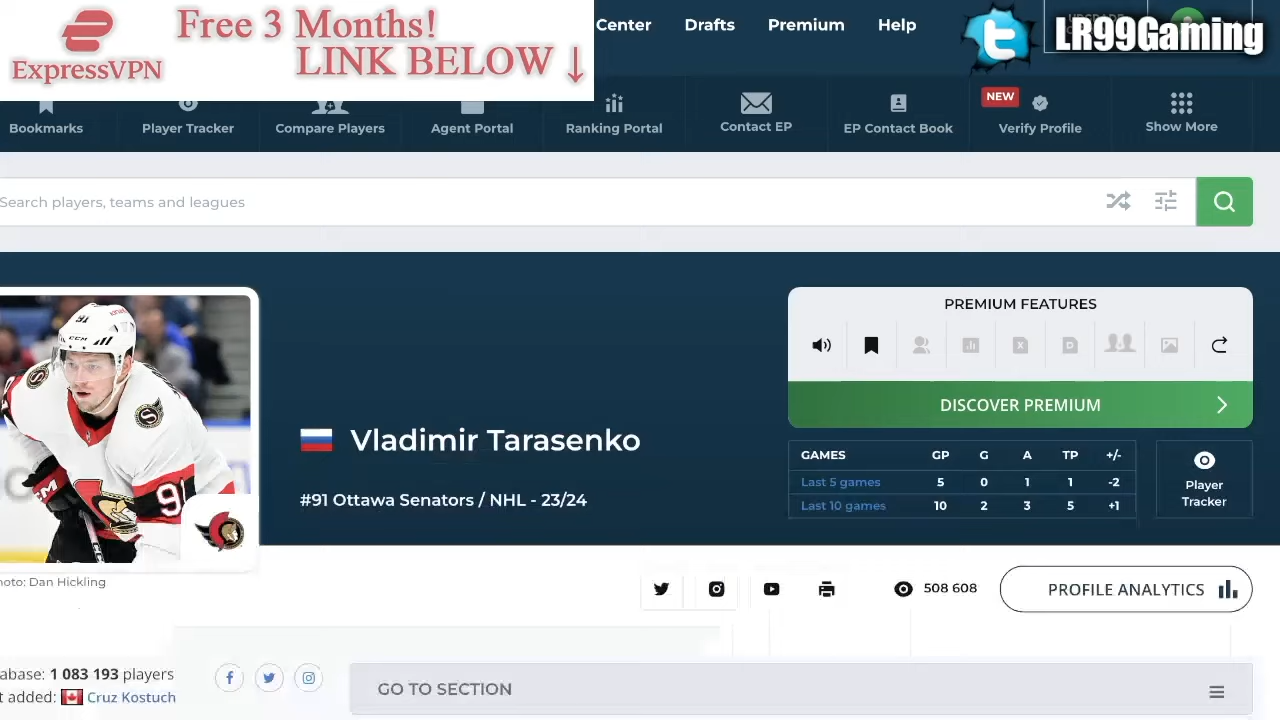 ExpressVPN
Free 3 Months!
LINK BELOW ↓
Center
Drafts
Premium
Help
LR99Gaming
Bookmarks
Player Tracker
Compare Players
Agent Portal
Ranking Portal
Contact EP
EP Contact Book
NEW
Verify Profile
Show More
Search players, teams and leagues
PREMIUM FEATURES
DISCOVER PREMIUM
Vladimir Tarasenko
#91 Ottawa Senators / NHL - 23/24
GAMES GP G A TP +/-
Last 5 games 5 0 1 1 -2
Last 10 games 10 2 3 5 +1
Player
Tracker
CCM
91
hoto: Dan Hickling
508 608
PROFILE ANALYTICS
abase: 1 083 193 players
t added: Cruz Kostuch
GO TO SECTION